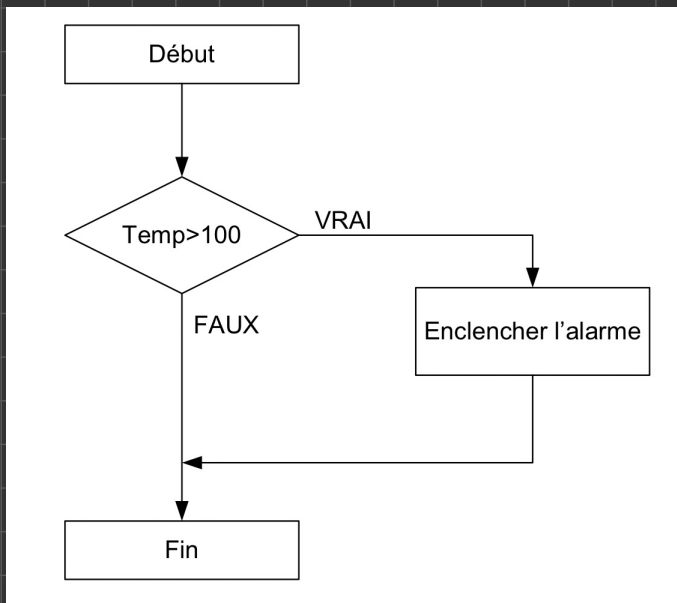 Début
Temp>100
VRAI
FAUX
Enclencher l’alarme
Fin